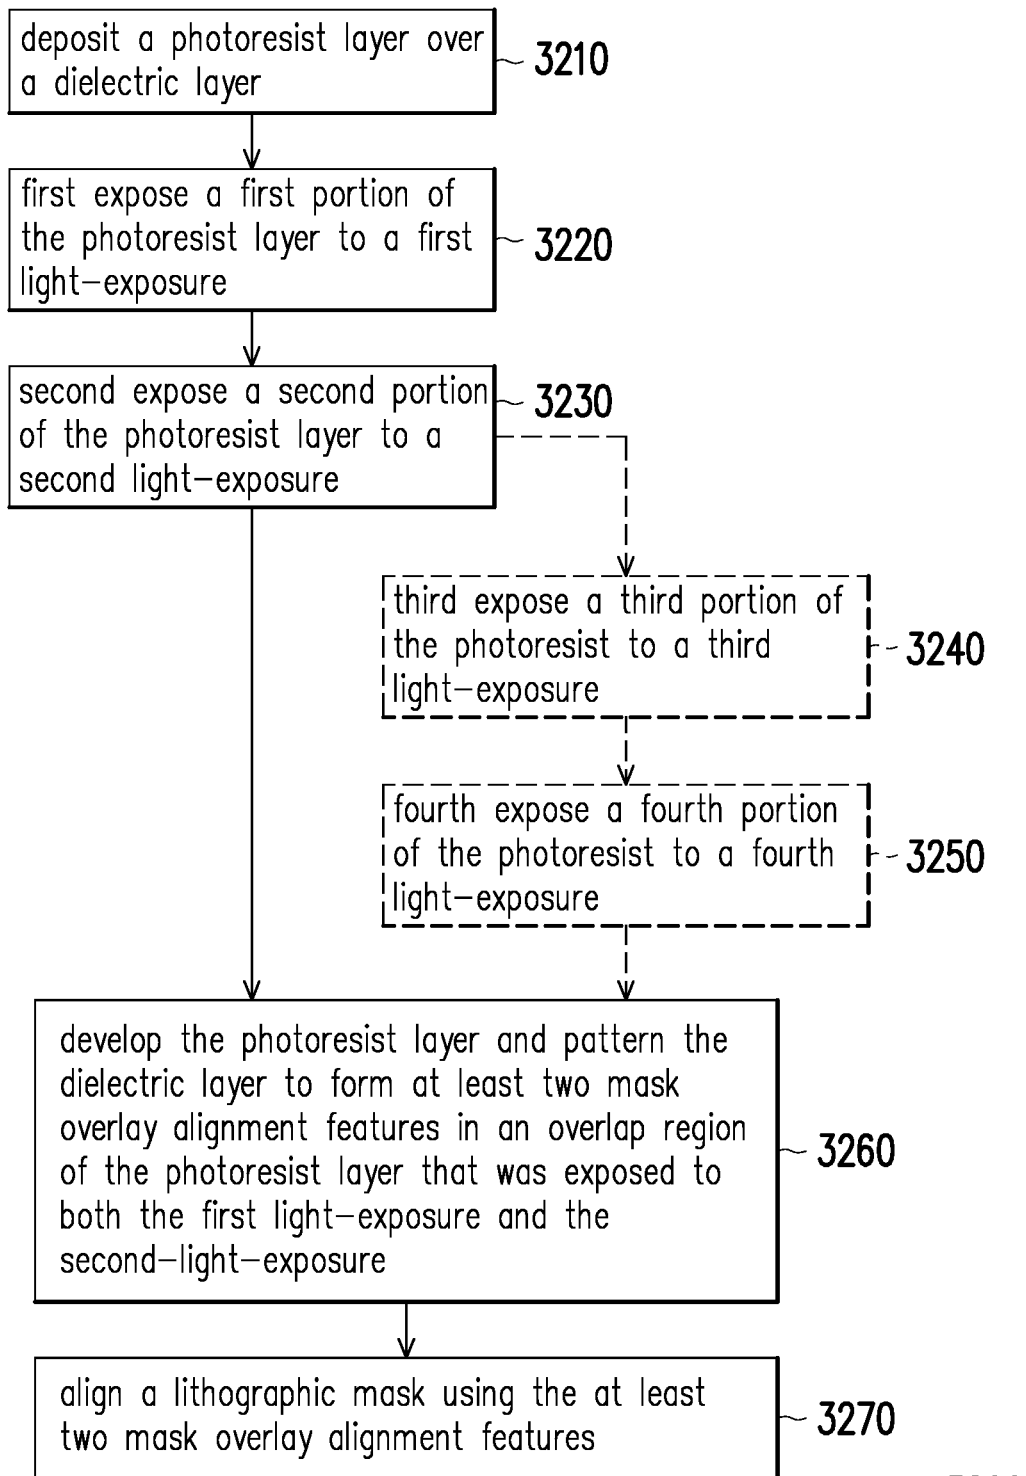 deposit a photoresist layer over
a dielectric layer
3210
first expose a first portion of
the photoresist layer to a first
light-exposure
3220
second expose a second portion
of the photoresist layer to a
second light-exposure
3230
third expose a third portion of
the photoresist to a third
light-exposure
3240
fourth expose a fourth portion
of the photoresist to a fourth
light-exposure
3250
develop the photoresist layer and pattern the
dielectric layer to form at least two mask
overlay alignment features in an overlap region
of the photoresist layer that was exposed to
both the first light-exposure and the
second-light-exposure
3260
align a lithographic mask using the at least
two mask overlay alignment features
3270